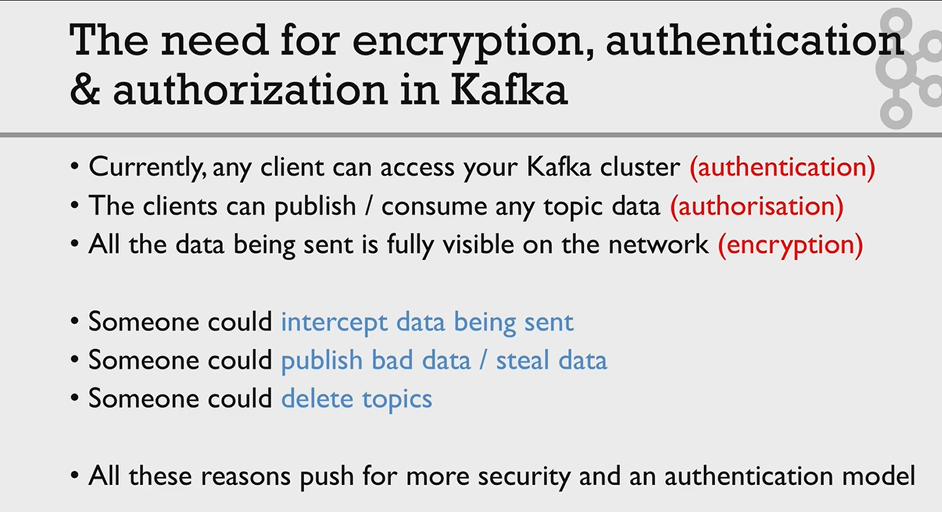 The need for encryption, authentication
& authorization in Kafka
• Currently, any client can access your Kafka cluster (authentication)
• The clients can publish / consume any topic data (authorisation)
• All the data being sent is fully visible on the network (encryption)
• Someone could intercept data being sent
• Someone could publish bad data / steal data
• Someone could delete topics
• All these reasons push for more security and an authentication model